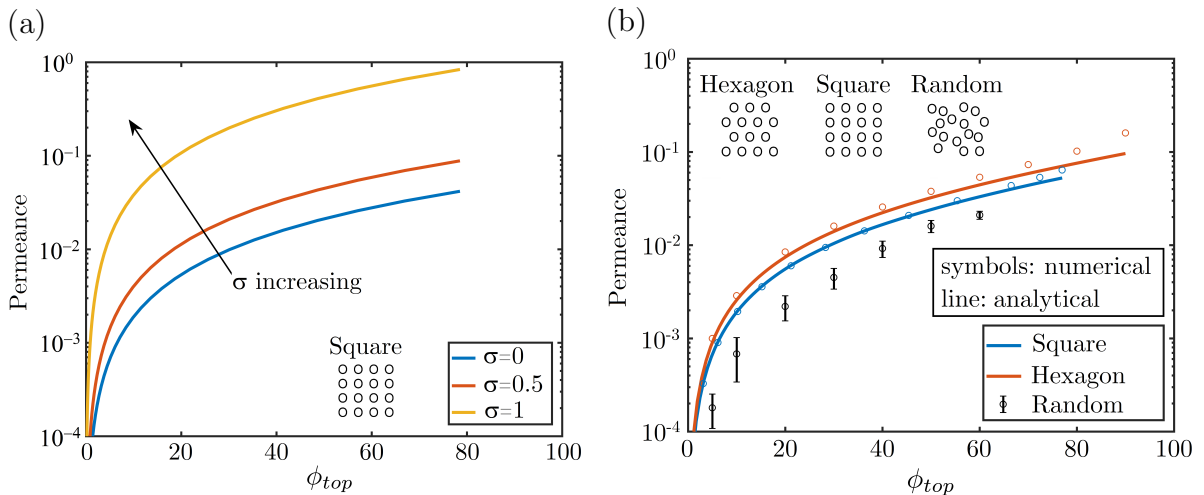 (a)
10^0
10^-1
10^-2
10^-3
10^-4
Permeance
σ increasing
Square
σ=0
σ=0.5
σ=1
0 20 40 60 80 100
ϕ_top
(b)
10^0
10^-1
10^-2
10^-3
10^-4
Permeance
Hexagon Square Random
symbols: numerical
line: analytical
Square
Hexagon
Random
0 20 40 60 80 100
ϕ_top